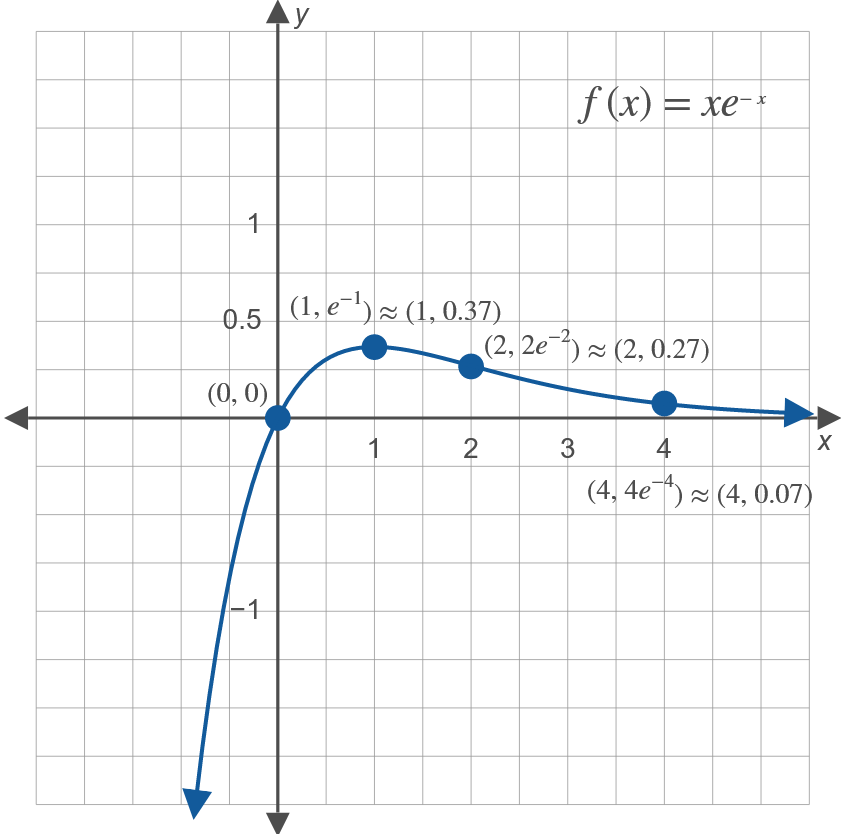 y
f (x) = xe⁻ ˣ
1
0.5
(1, e⁻¹) ≈ (1, 0.37)
(2, 2e⁻²) ≈ (2, 0.27)
(0, 0)
1 2 3 4
x
(4, 4e⁻⁴) ≈ (4, 0.07)
−1